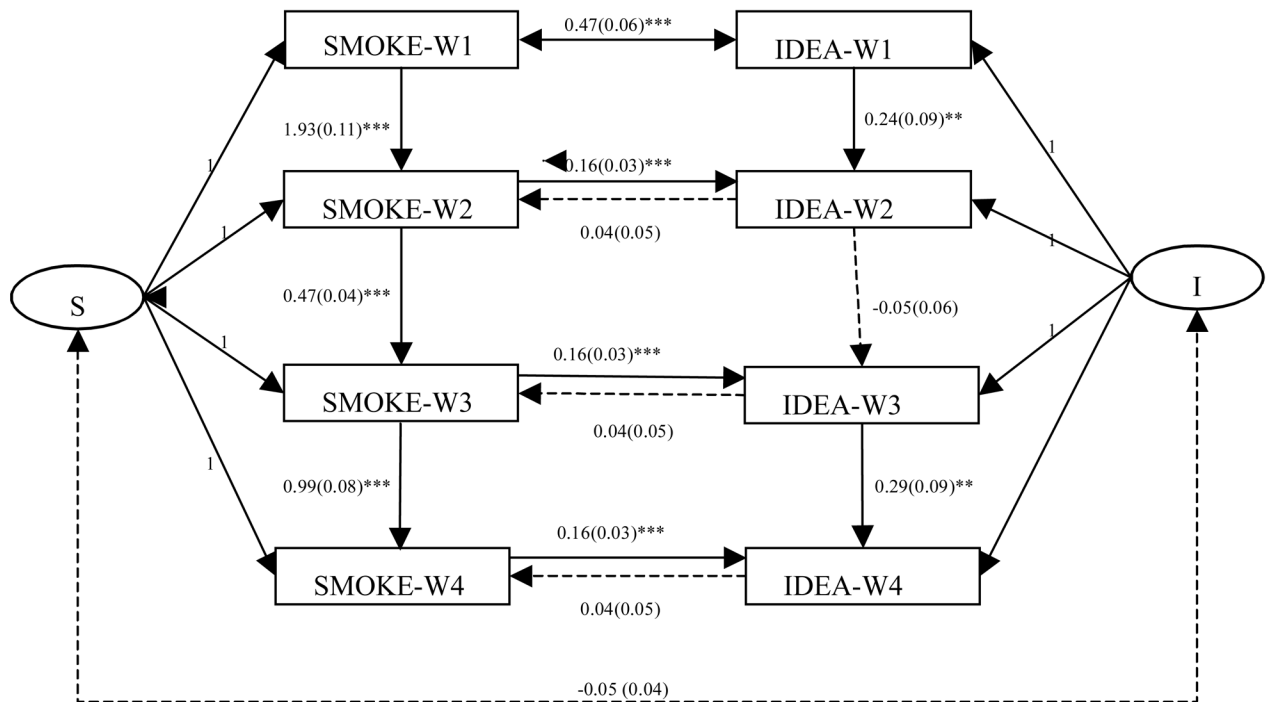 0.47(0.06)***
SMOKE-W1
IDEA-W1
1.93(0.11)***
0.24(0.09)**
1
1
0.16(0.03)***
SMOKE-W2
IDEA-W2
1
0.04(0.05)
1
S
I
0.47(0.04)***
-0.05(0.06)
1
1
0.16(0.03)***
SMOKE-W3
IDEA-W3
0.04(0.05)
1
0.99(0.08)***
0.29(0.09)**
0.16(0.03)***
SMOKE-W4
IDEA-W4
0.04(0.05)
-0.05 (0.04)